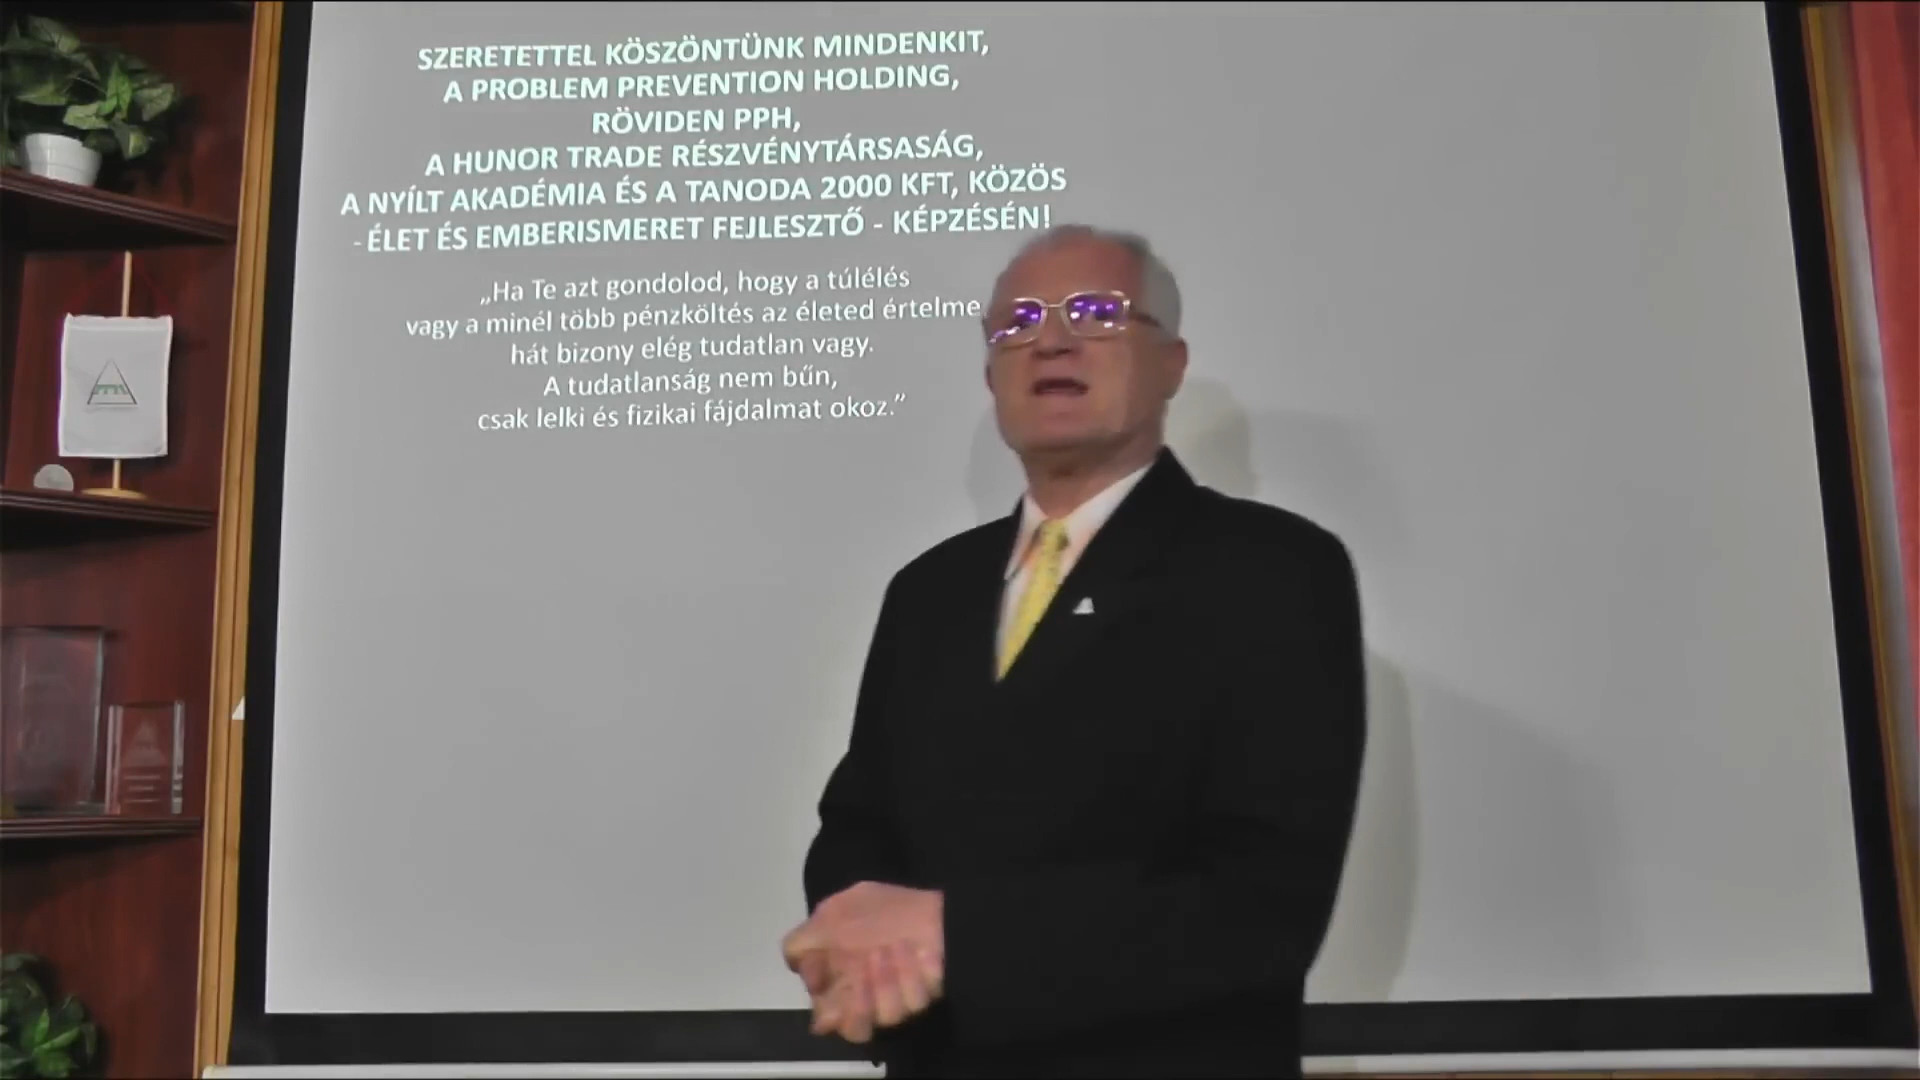 SZERETETTEL KÖSZÖNTÜNK MINDENKIT,
A PROBLEM PREVENTION HOLDING,
RÖVIDEN PPH,
A HUNOR TRADE RÉSZVÉNYTÁRSASÁG,
A NYÍLT AKADÉMIA ÉS A TANODA 2000 KFT, KÖZÖS
- ÉLET ÉS EMBERISMERET FEJLESZTŐ - KÉPZÉSÉN!
„Ha Te azt gondolod, hogy a túlélés
vagy a minél több pénzköltés az életed értelme
hát bizony elég tudatlan vagy.
A tudatlanság nem bűn,
csak lelki és fizikai fájdalmat okoz.”